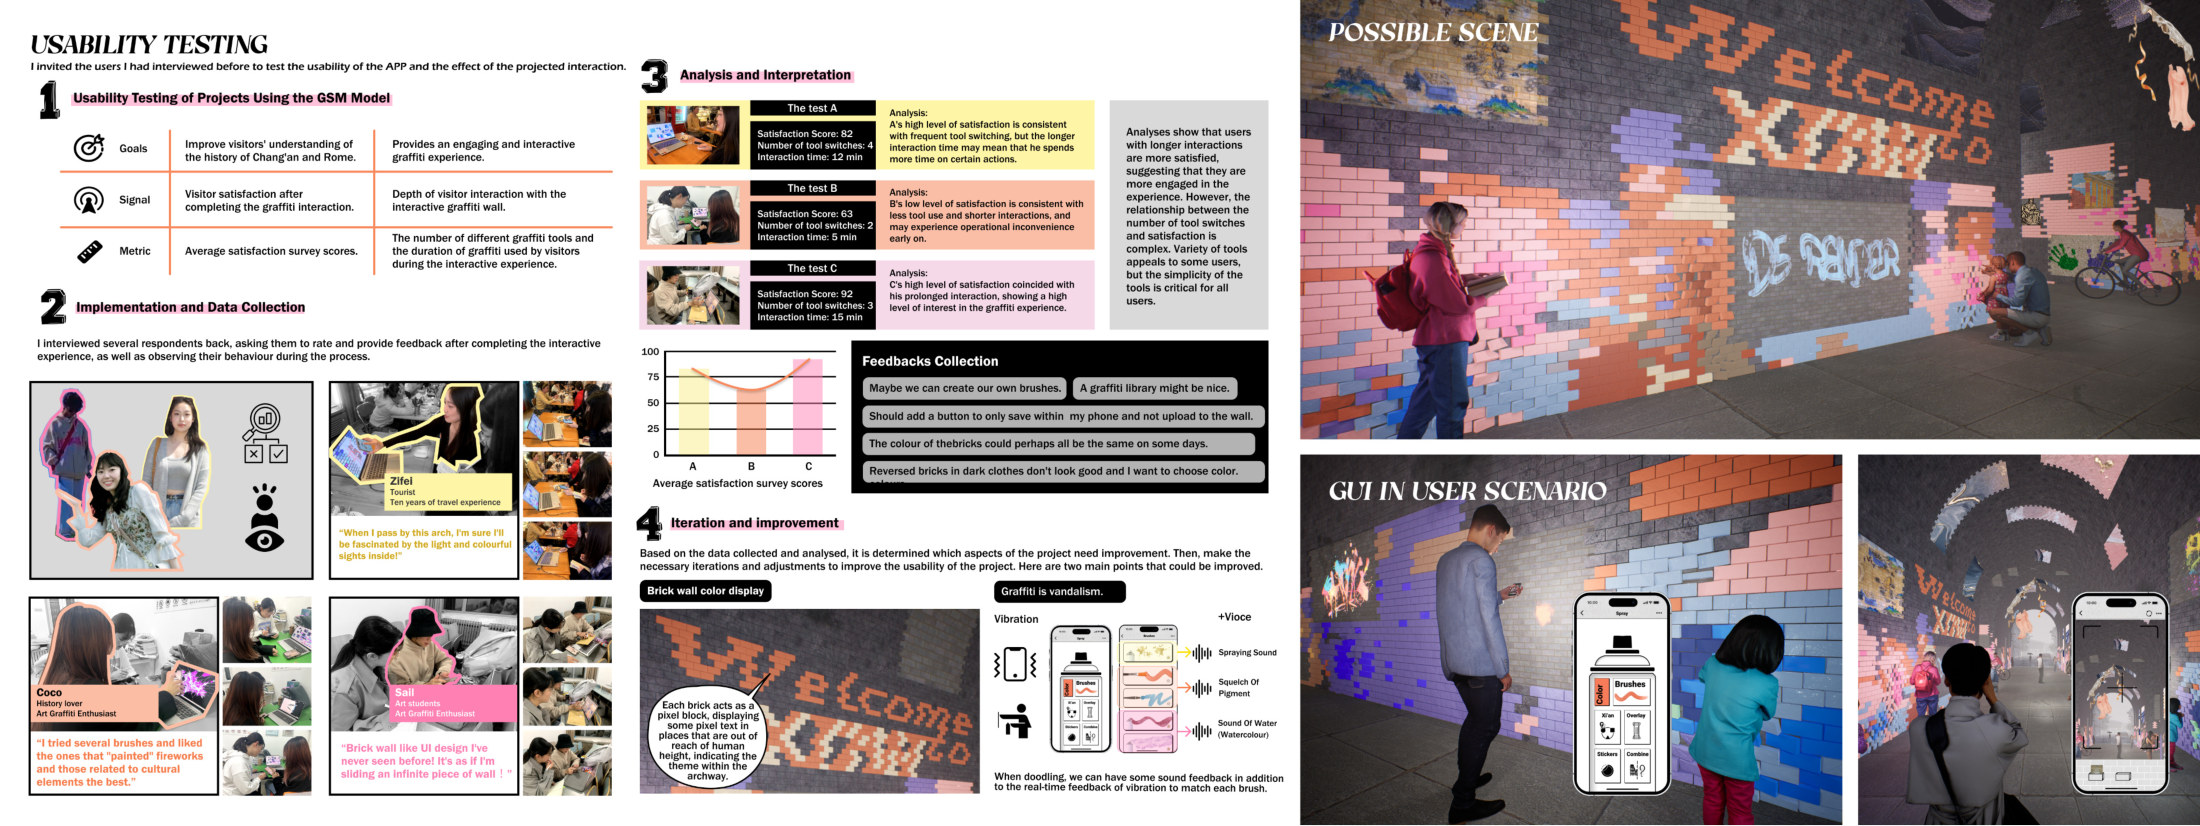 USABILITY TESTING
I invited the users I had interviewed before to test the usability of the APP and the effect of the projected interaction.
1 Usability Testing of Projects Using the GSM Model
Goals
Improve visitors' understanding of
the history of Chang'an and Rome.
Provides an engaging and interactive
graffiti experience.
Signal
Visitor satisfaction after
completing the graffiti interaction.
Depth of visitor interaction with the
interactive graffiti wall.
Metric
Average satisfaction survey scores.
The number of different graffiti tools and
the duration of graffiti used by visitors
during the interactive experience.
2 Implementation and Data Collection
I interviewed several respondents back, asking them to rate and provide feedback after completing the interactive
experience, as well as observing their behaviour during the process.
Zifei
Tourist
Ten years of travel experience
"When I pass by this arch, I'm sure I'll
be fascinated by the light and colourful
sights inside!"
Coco
History lover
Art Graffiti Enthusiast
"I tried several brushes and liked
the ones that "painted" fireworks
and those related to cultural
elements the best."
Sail
Art students
Art Graffiti Enthusiast
"Brick wall like UI design I've
never seen before! It's as if I'm
sliding an infinite piece of wall！"
3 Analysis and Interpretation
The test A
Satisfaction Score: 82
Number of tool switches: 4
Interaction time: 12 min
Analysis:
A's high level of satisfaction is consistent
with frequent tool switching, but the longer
interaction time may mean that he spends
more time on certain actions.
The test B
Satisfaction Score: 63
Number of tool switches: 2
Interaction time: 5 min
Analysis:
B's low level of satisfaction is consistent with
less tool use and shorter interactions, and
may experience operational inconvenience
early on.
The test C
Satisfaction Score: 92
Number of tool switches: 3
Interaction time: 15 min
Analysis:
C's high level of satisfaction coincided with
his prolonged interaction, showing a high
level of interest in the graffiti experience.
Analyses show that users
with longer interactions
are more satisfied,
suggesting that they are
more engaged in the
experience. However, the
relationship between the
number of tool switches
and satisfaction is
complex. Variety of tools
appeals to some users,
but the simplicity of the
tools is critical for all
users.
100
75
50
25
0
A B C
Average satisfaction survey scores
Feedbacks Collection
Maybe we can create our own brushes.
A graffiti library might be nice.
Should add a button to only save within my phone and not upload to the wall.
The colour of thebricks could perhaps all be the same on some days.
Reversed bricks in dark clothes don't look good and I want to choose color.
4 Iteration and improvement
Based on the data collected and analysed, it is determined which aspects of the project need improvement. Then, make the
necessary iterations and adjustments to improve the usability of the project. Here are two main points that could be improved.
Brick wall color display
Welcome
XI'AN to
Each brick acts as a
pixel block, displaying
some pixel text in
places that are out of
reach of human
height, indicating the
theme within the
archway.
Graffiti is vandalism.
Vibration
+Vioce
Spray
Color
Brushes
Xi'an
Overlay
Stickers
Combine
Spraying Sound
Squelch Of
Pigment
Sound Of Water
(Watercolour)
When doodling, we can have some sound feedback in addition
to the real-time feedback of vibration to match each brush.
POSSIBLE SCENE
Welcome
XI'AN to
GUI IN USER SCENARIO
Spray
Color
Brushes
Xi'an
Overlay
Stickers
Combine
Welcome